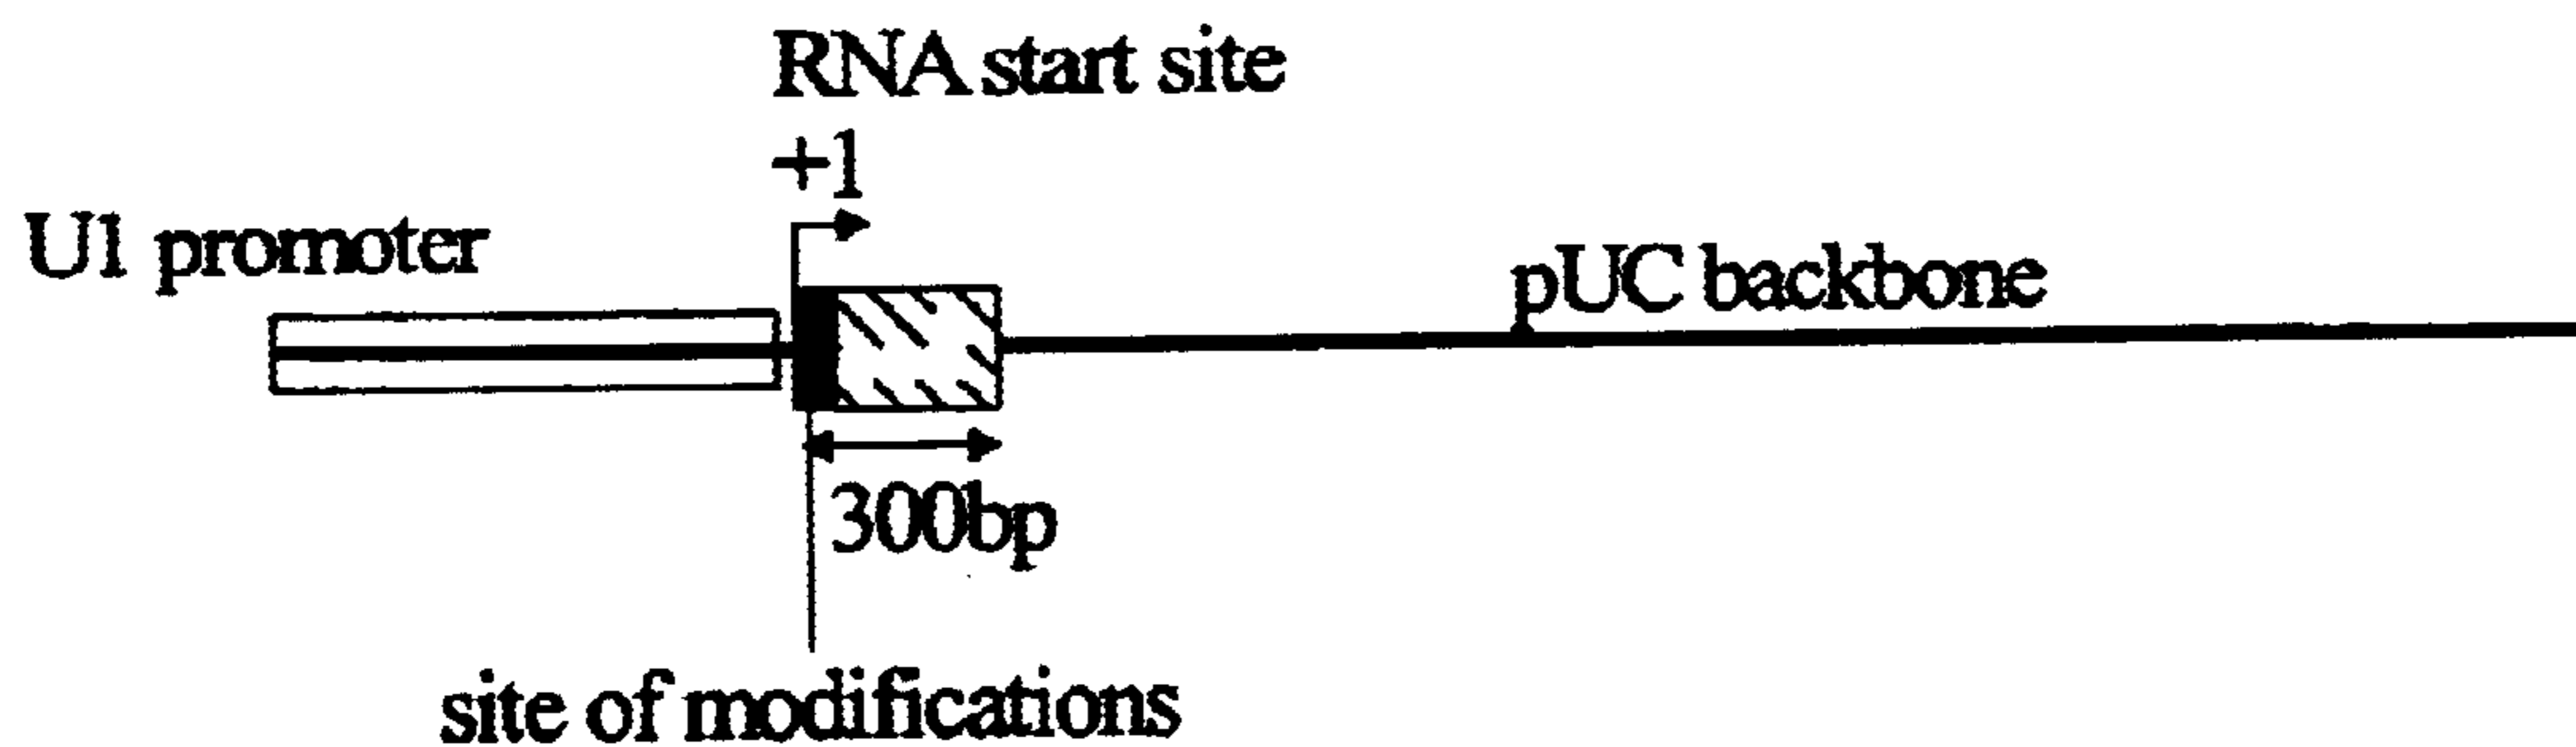 RNA start site
+1
U1 promoter
pUC backbone
300bp
site of modifications